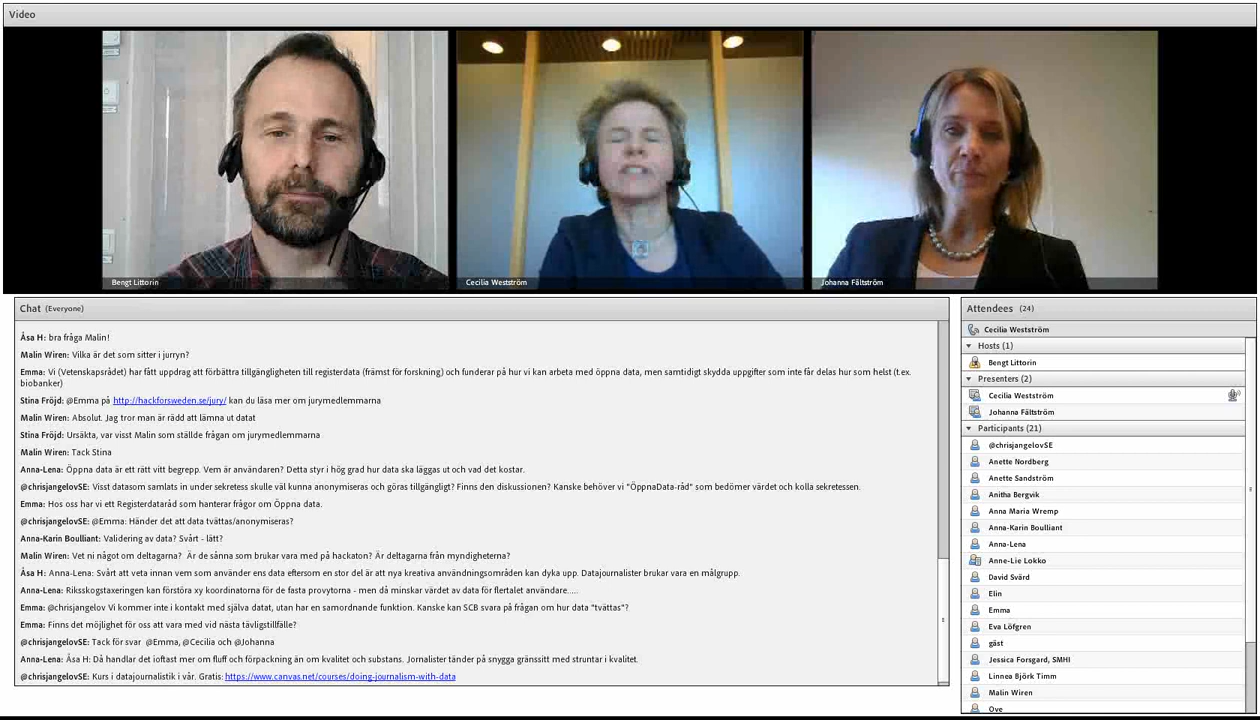 Video
Bengt Littorin
Cecilia Westström
Johanna Fältström
Chat (Everyone)
Åsa H: bra fråga Malin!
Malin Wiren: Vilka är det som sitter i jurryn?
Emma: Vi (Vetenskapsrådet) har fått uppdrag att förbättra tillgängligheten till registerdata (främst för forskning) och funderar på hur vi kan arbeta med öppna data, men samtidigt skydda uppgifter som inte får delas hur som helst (t.ex.
biobanker)
Stina Fröjd: @Emma på http://hackforsweden.se/jury/ kan du läsa mer om jurymedlemmarna
Malin Wiren: Absolut. Jag tror man är rädd att lämna ut datat
Stina Fröjd: Ursäkta, var visst Malin som ställde frågan om jurymedlemmarna
Malin Wiren: Tack Stina
Anna-Lena: Öppna data är ett rätt vitt begrepp. Vem är användaren? Detta styr i hög grad hur data ska läggas ut och vad det kostar.
@chrisjangelovSE: Visst datasom samlats in under sekretess skulle väl kunna anonymiseras och göras tillgängligt? Finns den diskussionen? Kanske behöver vi "ÖppnaData-råd" som bedömer värdet och kolla sekretessen.
Emma: Hos oss har vi ett Registerdataråd som hanterar frågor om Öppna data.
@chrisjangelovSE: @Emma: Händer det att data tvättas/anonymiseras?
Anna-Karin Boulliant: Validering av data? Svårt - lätt?
Malin Wiren: Vet ni något om deltagarna? Är de sånna som brukar vara med på hackaton? Är deltagarna från myndigheterna?
Åsa H: Anna-Lena: Svårt att veta innan vem som använder ens data eftersom en stor del är att nya kreativa användningsområden kan dyka upp. Datajournalister brukar vara en målgrupp.
Anna-Lena: Riksskogstaxeringen kan förstöra xy koordinatorna för de fasta provytorna - men då minskar värdet av data för flertalet användare.....
Emma: @chrisjangelov Vi kommer inte i kontakt med själva datat, utan har en samordnande funktion. Kanske kan SCB svara på frågan om hur data "tvättas"?
Emma: Finns det möjlighet för oss att vara med vid nästa tävligstillfälle?
@chrisjangelovSE: Tack för svar @Emma, @Cecilia och @Johanna
Anna-Lena: Åsa H: Då handlar det ioftast mer om fluff och förpackning än om kvalitet och substans. Jornalister tänder på snygga gränssitt med struntar i kvalitet.
@chrisjangelovSE: Kurs i datajournalistik i vår. Gratis: https://www.canvas.net/courses/doing-journalism-with-data
Attendees (24)
Cecilia Westström
Hosts (1)
Bengt Littorin
Presenters (2)
Cecilia Westström
Johanna Fältström
Participants (21)
@chrisjangelovSE
Anette Nordberg
Anette Sandström
Anitha Bergvik
Anna Maria Wremp
Anna-Karin Boulliant
Anna-Lena
Anne-Lie Lokko
David Svärd
Elin
Emma
Eva Löfgren
gäst
Jessica Forsgard, SMHI
Linnea Björk Timm
Malin Wiren
Ove